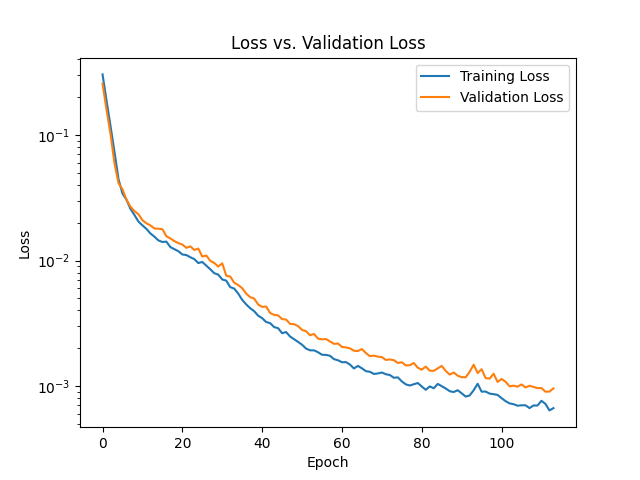 Loss vs. Validation Loss
Training Loss
Validation Loss
10⁻¹
10⁻²
10⁻³
Loss
0 20 40 60 80 100
Epoch